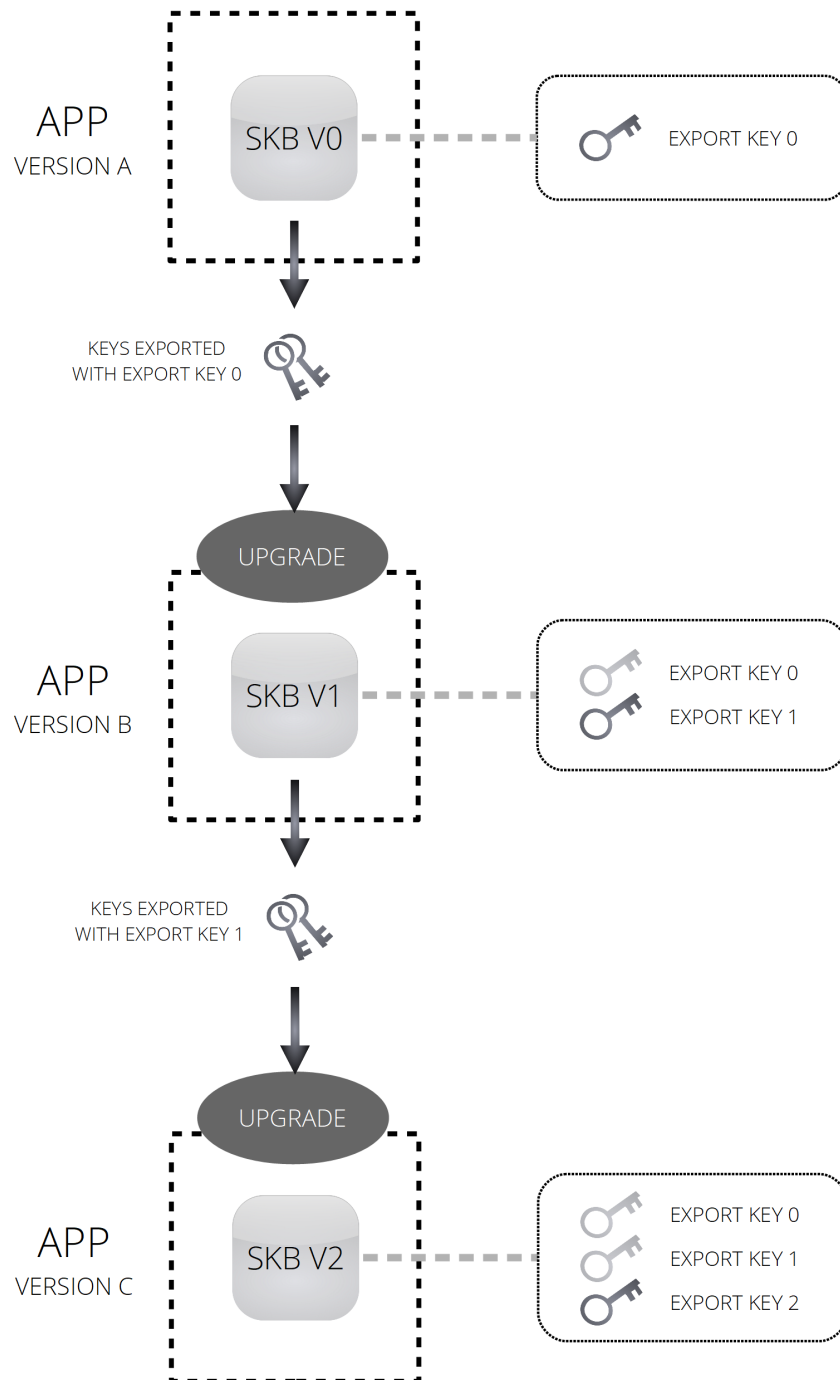 APP
VERSION A
SKB V0
EXPORT KEY 0
KEYS EXPORTED
WITH EXPORT KEY 0
UPGRADE
APP
VERSION B
SKB V1
EXPORT KEY 0
EXPORT KEY 1
KEYS EXPORTED
WITH EXPORT KEY 1
UPGRADE
APP
VERSION C
SKB V2
EXPORT KEY 0
EXPORT KEY 1
EXPORT KEY 2